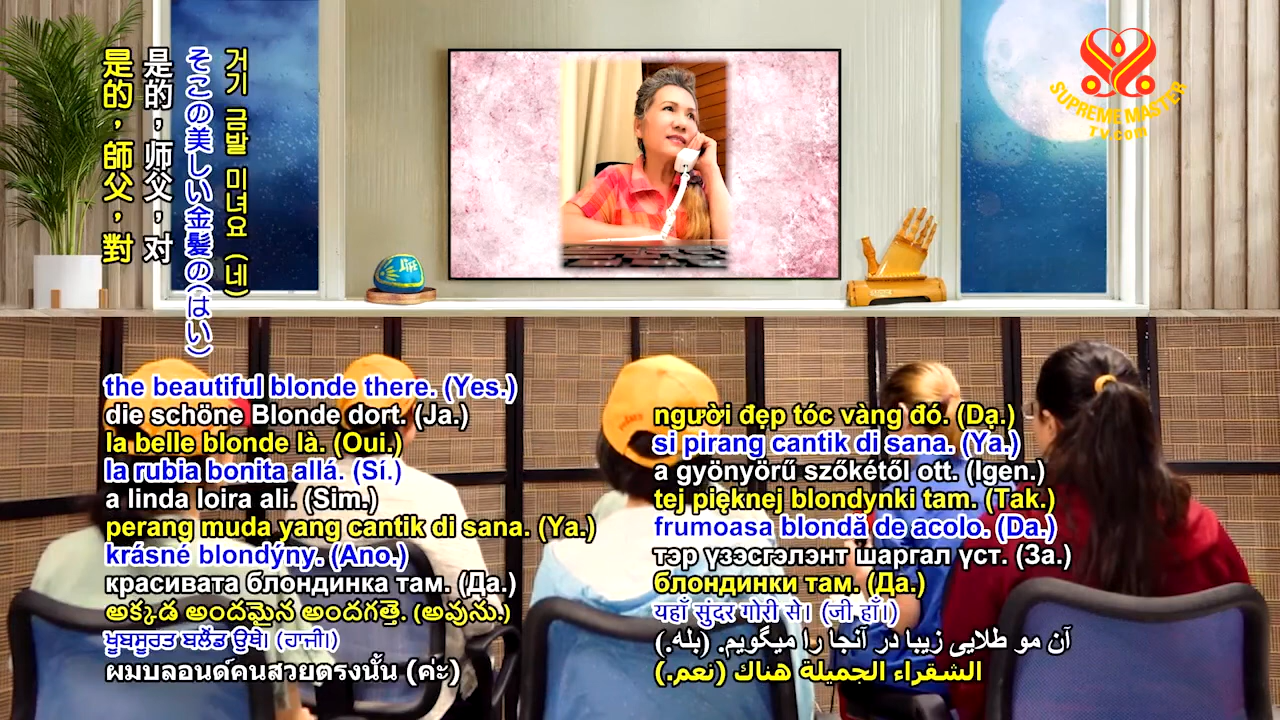 是的，師父，對
是的，师父，对
そこの美しい金髪の(はい)
거기 금발 미녀요 (네)
SUPREME MASTER
TV.com
the beautiful blonde there. (Yes.)
die schöne Blonde dort. (Ja.)
la belle blonde là. (Oui.)
la rubia bonita allá. (Sí.)
a linda loira ali. (Sim.)
perang muda yang cantik di sana. (Ya.)
krásné blondýny. (Ano.)
красивата блондинка там. (Да.)
అక్కడ అందమైన అందగత్తె. (అవును.)
ਖੂਬਸੂਰਤ ਬਲੌਂਡ ਉਥੇ। (ਹਾਜੀ।)
ผมบลอนด์คนสวยตรงนั้น (ค่ะ)
người đẹp tóc vàng đó. (Dạ.)
si pirang cantik di sana. (Ya.)
a gyönyörű szőkétől ott. (Igen.)
tej pięknej blondynki tam. (Tak.)
frumoasa blondă de acolo. (Da.)
тэр үзэсгэлэнт шаргал үст. (За.)
блондинки там. (Да.)
यहाँ सुंदर गोरी से। (जी हाँ।)
آن مو طلایی زیبا در آنجا را میگویم. (بله.)
الشقراء الجميلة هناك (نعم.)